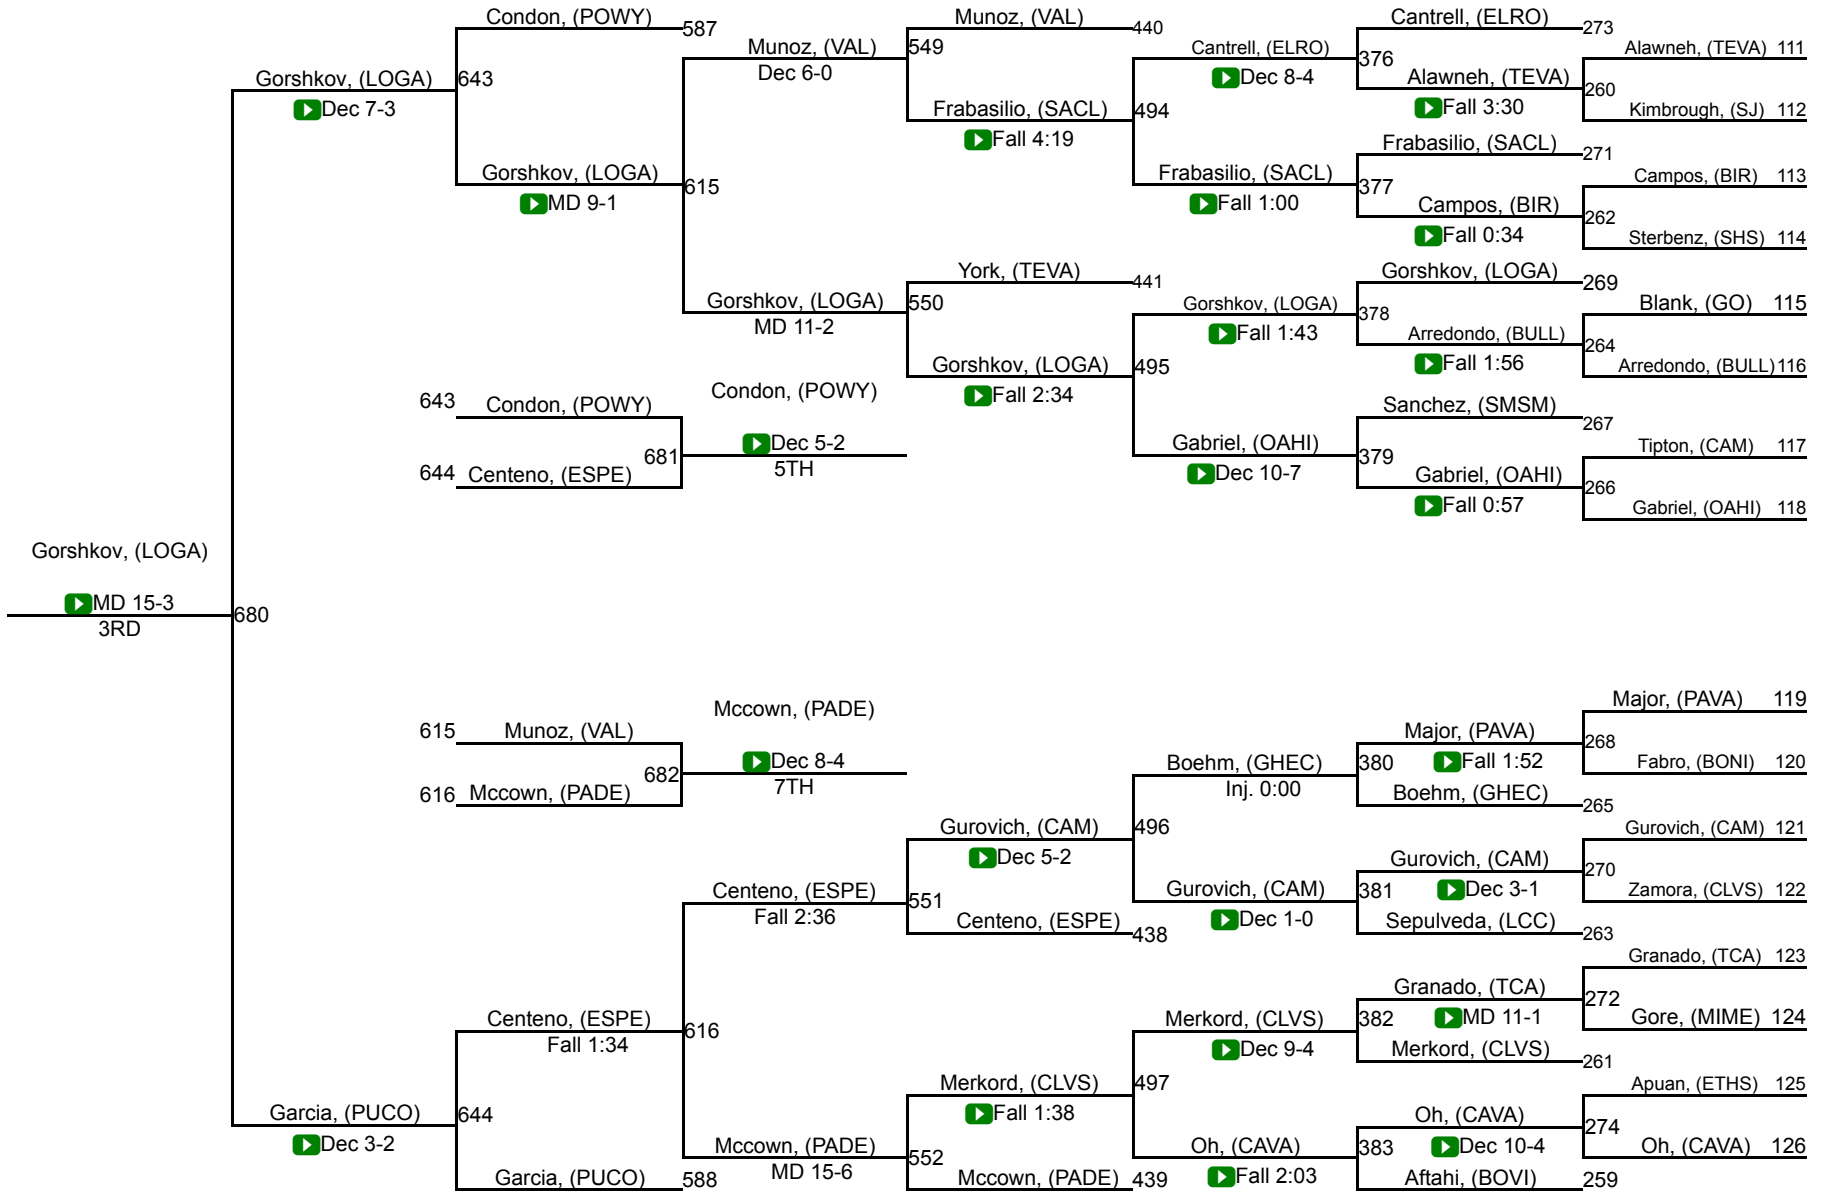 Condon, (POWY)
587
Munoz, (VAL)
440
Cantrell, (ELRO)
273
Gorshkov, (LOGA)
643
Dec 7-3
Munoz, (VAL)
549
Dec 6-0
Cantrell, (ELRO)
376
Dec 8-4
Alawneh, (TEVA) 111
Alawneh, (TEVA)
260
Fall 3:30
Kimbrough, (SJ) 112
Frabasilio, (SACL)
494
Fall 4:19
Frabasilio, (SACL)
271
Gorshkov, (LOGA)
615
MD 9-1
Frabasilio, (SACL)
377
Fall 1:00
Campos, (BIR) 113
Campos, (BIR)
262
Fall 0:34
Sterbenz, (SHS) 114
York, (TEVA)
441
Gorshkov, (LOGA)
269
Gorshkov, (LOGA)
550
MD 11-2
Gorshkov, (LOGA)
378
Fall 1:43
Blank, (GO) 115
Arredondo, (BULL)
264
Fall 1:56
Arredondo, (BULL) 116
Gorshkov, (LOGA)
495
Fall 2:34
643
Condon, (POWY)
Condon, (POWY)
Sanchez, (SMSM)
267
681
Dec 5-2
5TH
Gabriel, (OAHI)
379
Dec 10-7
Tipton, (CAM) 117
644
Centeno, (ESPE)
Gabriel, (OAHI)
266
Fall 0:57
Gabriel, (OAHI) 118
Gorshkov, (LOGA)
MD 15-3
3RD
680
615
Munoz, (VAL)
Mccown, (PADE)
682
Dec 8-4
7TH
616
Mccown, (PADE)
Major, (PAVA) 119
Major, (PAVA)
268
Fall 1:52
Fabro, (BONI) 120
Boehm, (GHEC)
380
Inj. 0:00
Boehm, (GHEC)
265
Gurovich, (CAM)
496
Dec 5-2
Gurovich, (CAM) 121
Gurovich, (CAM)
270
Dec 3-1
Zamora, (CLVS) 122
Centeno, (ESPE)
551
Fall 2:36
Gurovich, (CAM)
381
Dec 1-0
Centeno, (ESPE)
438
Sepulveda, (LCC)
263
Granado, (TCA) 123
Granado, (TCA)
272
MD 11-1
Gore, (MIME) 124
Centeno, (ESPE)
616
Fall 1:34
Merkord, (CLVS)
382
Dec 9-4
Merkord, (CLVS)
261
Merkord, (CLVS)
497
Fall 1:38
Apuan, (ETHS) 125
Garcia, (PUCO)
644
Dec 3-2
Oh, (CAVA)
274
Dec 10-4
Oh, (CAVA) 126
Mccown, (PADE)
552
MD 15-6
Oh, (CAVA)
383
Fall 2:03
Garcia, (PUCO)
588
Mccown, (PADE)
439
Aftahi, (BOVI)
259